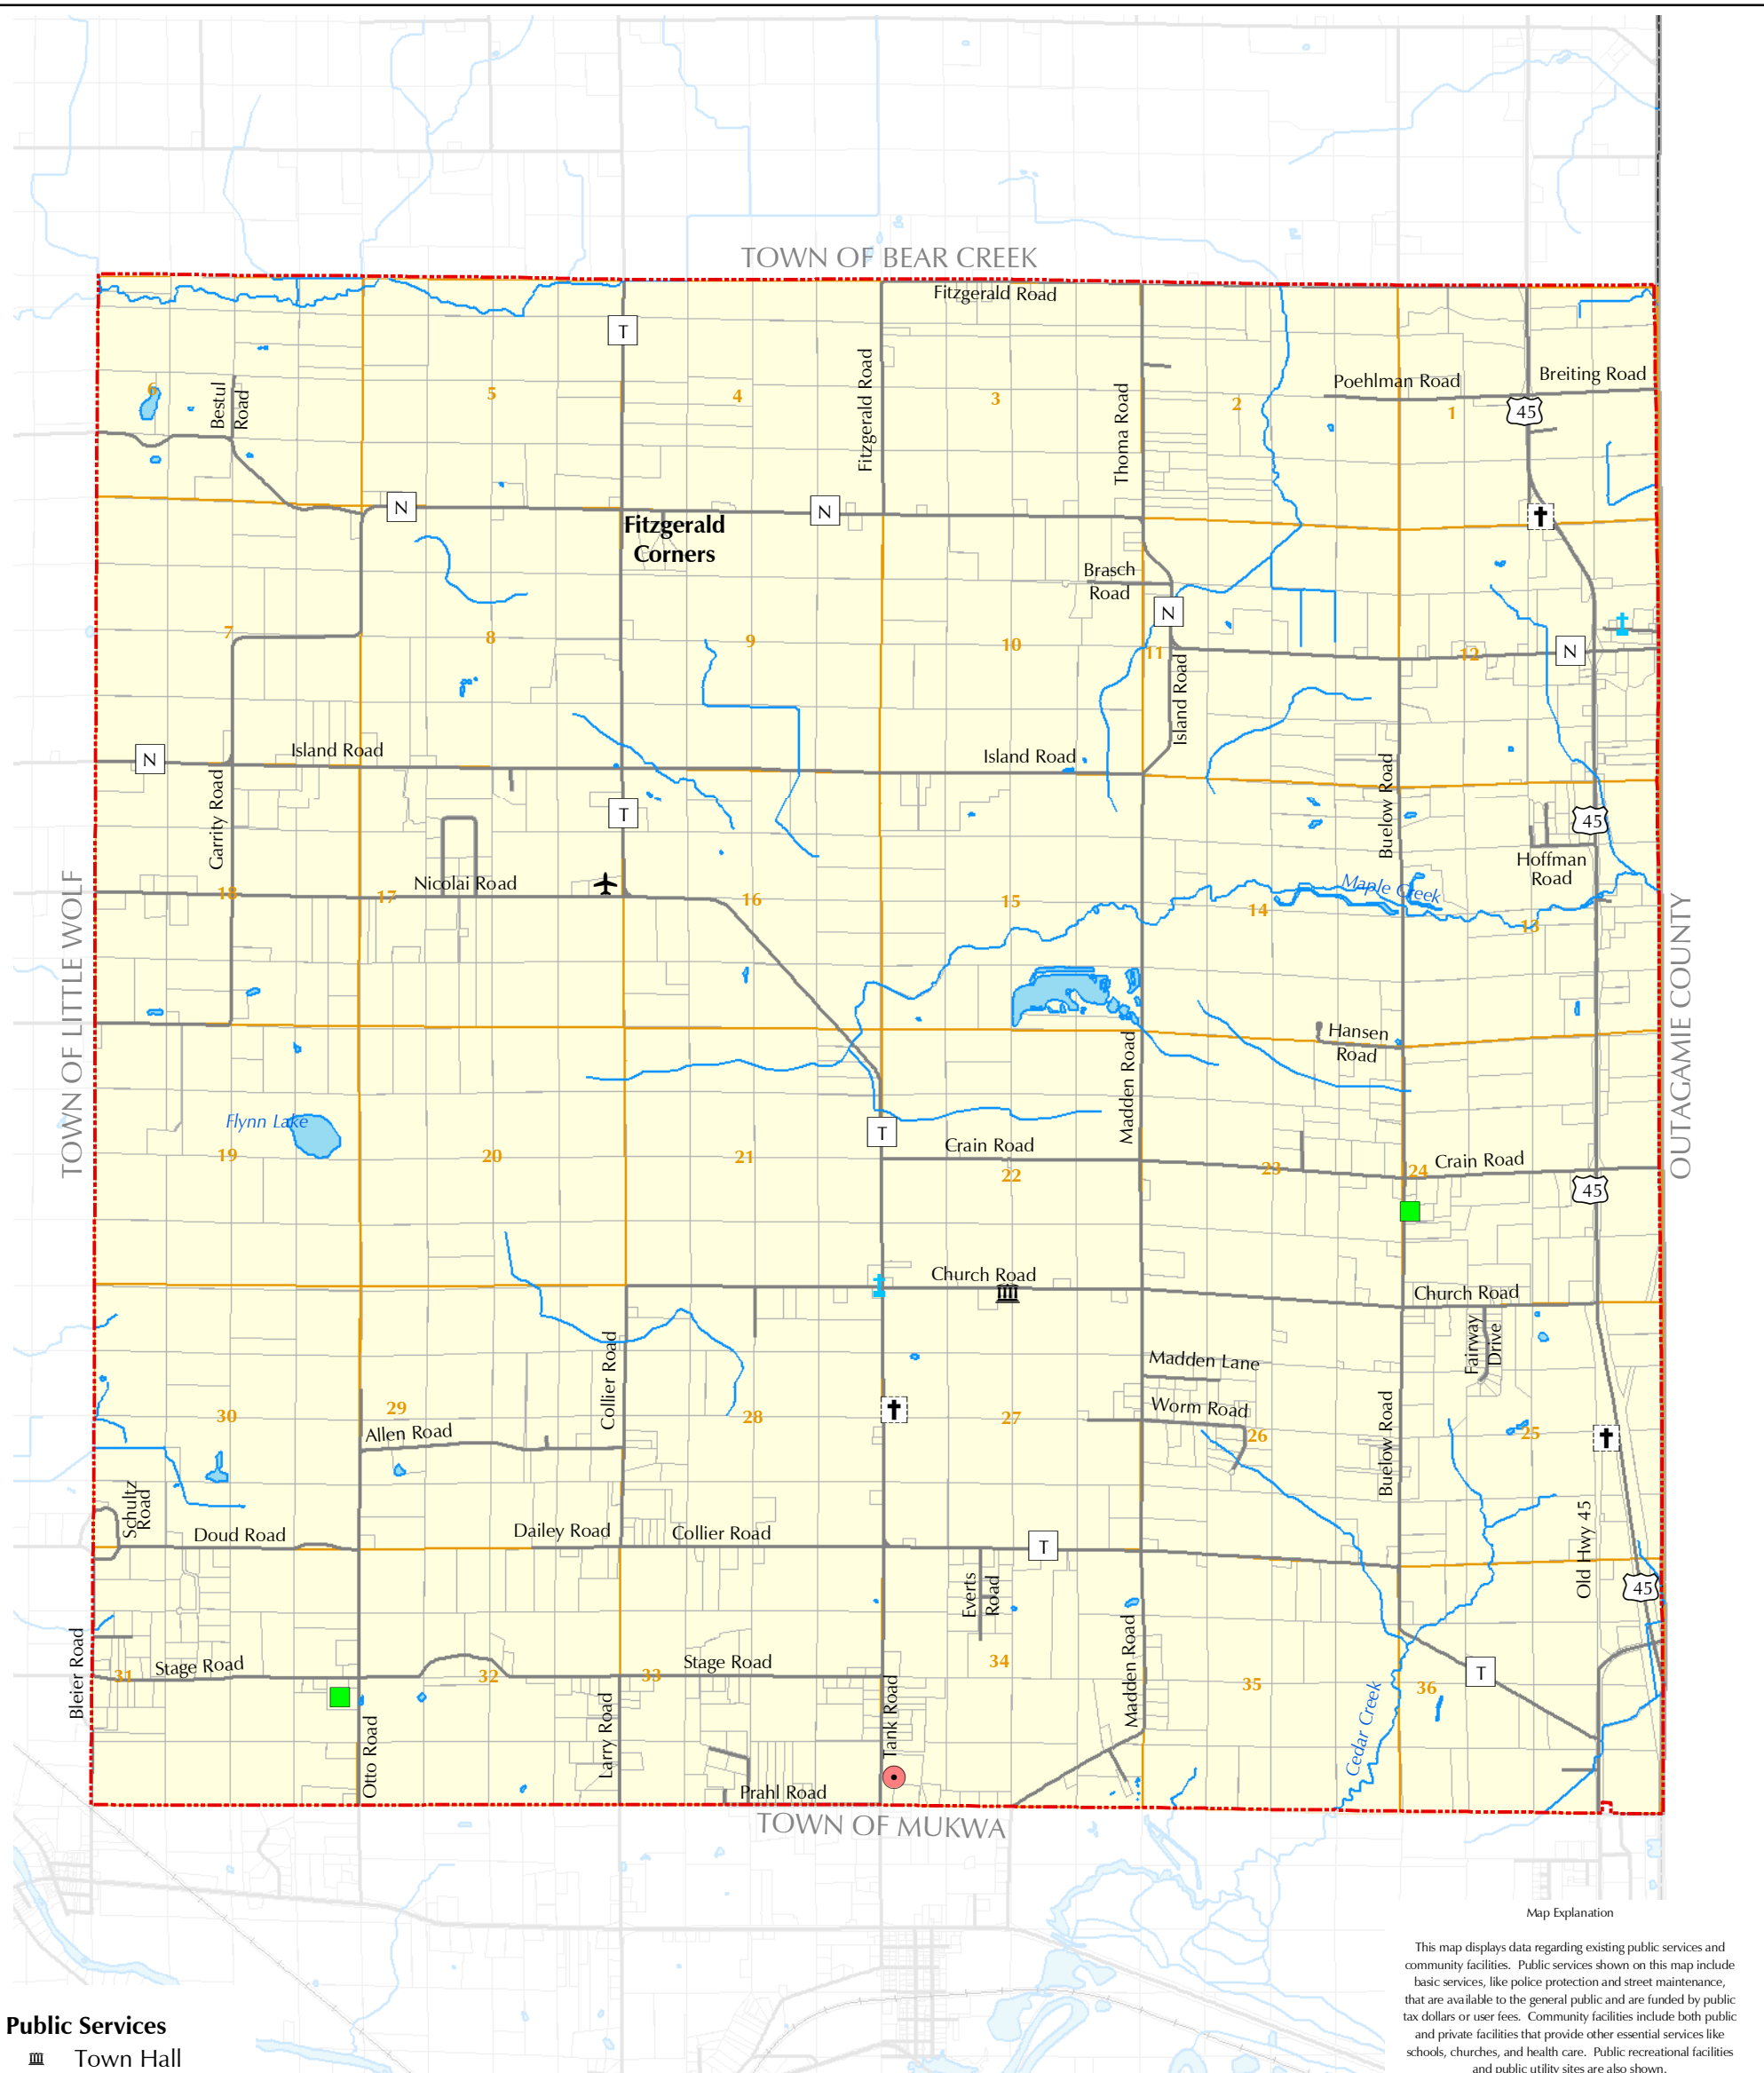 TOWN OF BEAR CREEK
Fitzgerald Road
T
Fitzgerald Road
Thoma Road
Poehlman Road
Breiting Road
45
6
Bestul
Road
5
4
3
2
1
N
N
Fitzgerald
Corners
Brasch
Road
N
N
7
8
9
10
11
12
Island Road
N
Island Road
Island Road
Garrity Road
T
Buelow Road
45
Hoffman
Road
Nicolai Road
Maple Creek
18
17
16
15
14
13
TOWN OF LITTLE WOLF
OUTAGAMIE COUNTY
Hansen
Road
Madden Road
Flynn Lake
T
Crain Road
Crain Road
19
20
21
22
23
24
45
Church Road
Church Road
Fairway
Drive
Collier Road
Madden Lane
Worm Road
Buelow Road
30
29
28
27
26
25
Allen Road
Schultz
Road
Doud Road
Dailey Road
Collier Road
T
Old Hwy 45
45
Everts
Road
Bleier Road
Stage Road
Stage Road
31
32
33
34
35
36
T
Otto Road
Larry Road
Tank Road
Madden Road
Cedar Creek
Prahl Road
TOWN OF MUKWA
Map Explanation
This map displays data regarding existing public services and
community facilities. Public services shown on this map include
basic services, like police protection and street maintenance,
that are available to the general public and are funded by public
tax dollars or user fees. Community facilities include both public
and private facilities that provide other essential services like
schools, churches, and health care. Public recreational facilities
and public utility sites are also shown.
Public Services
Town Hall